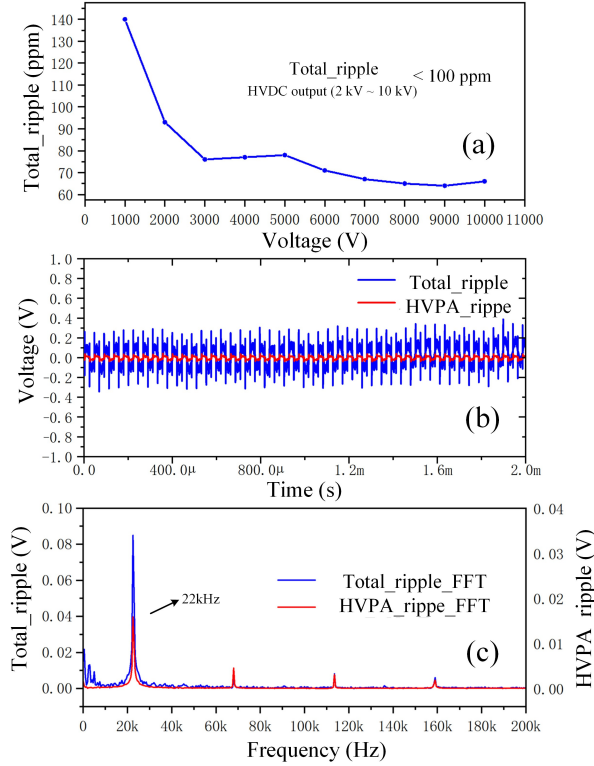 140
130
120
110
100
90
80
70
60
Total_ripple (ppm)
Total_ripple < 100 ppm
HVDC output (2 kV ~ 10 kV)
(a)
0 1000 2000 3000 4000 5000 6000 7000 8000 9000 10000 11000
Voltage (V)
1.0
0.8
0.6
0.4
0.2
0.0
-0.2
-0.4
-0.6
-0.8
-1.0
Voltage (V)
Total_ripple
HVPA_rippe
(b)
0.0 400.0μ 800.0μ 1.2m 1.6m 2.0m
Time (s)
0.10
0.08
0.06
0.04
0.02
0.00
Total_ripple (V)
22kHz
Total_ripple_FFT
HVPA_rippe_FFT
(c)
0.04
0.03
0.02
0.01
0.00
HVPA_ripple (V)
0 20k 40k 60k 80k 100k 120k 140k 160k 180k 200k
Frequency (Hz)